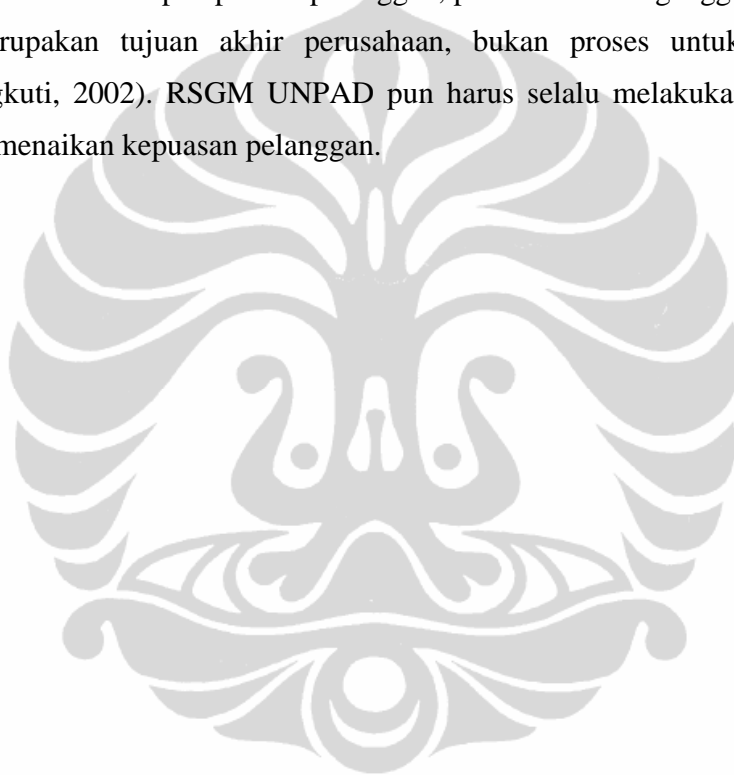 rupakan tujuan akhir perusahaan, bukan proses untuk
gkuti, 2002). RSGM UNPAD pun harus selalu melakuka
menaikan kepuasan pelanggan.